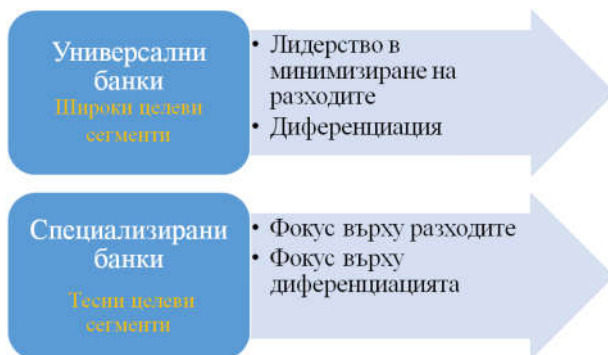 Универсални
банки
Широки целеви
сегменти
• Лидерство в
минимизиране на
разходите
• Диференциация
Специализирани
банки
Тесни целеви
сегменти
• Фокус върху разходите
• Фокус върху
диференциацията